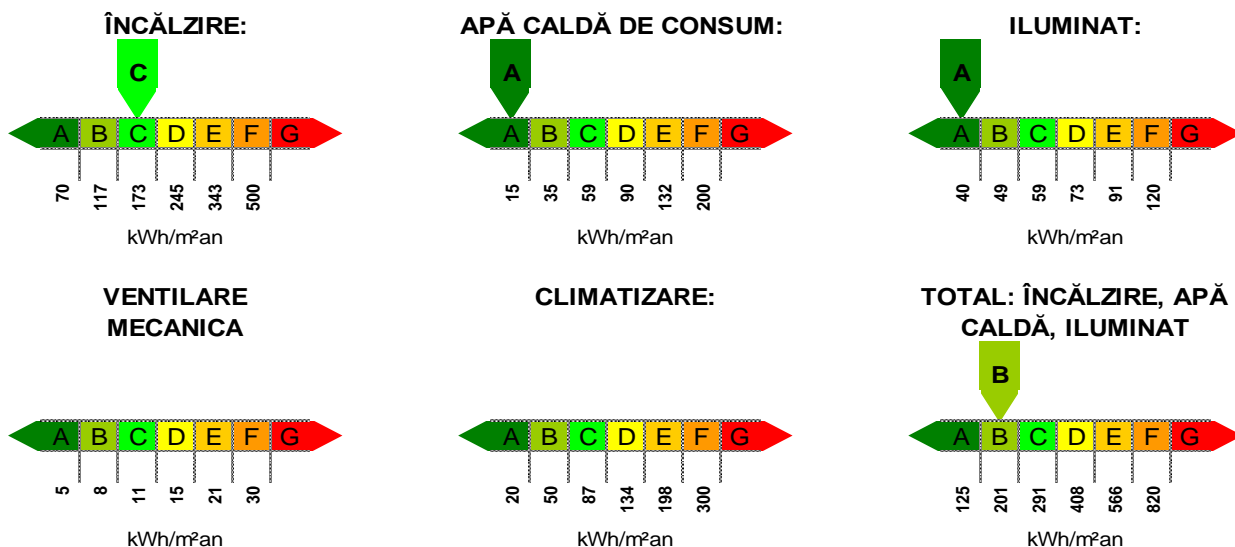 ÎNCĂLZIRE:
C
A B C D E F G
70 117 173 245 343 500
kWh/m²an
APĂ CALDĂ DE CONSUM:
A
A B C D E F G
15 35 59 90 132 200
kWh/m²an
ILUMINAT:
A
A B C D E F G
40 49 59 73 91 120
kWh/m²an
VENTILARE
MECANICA
A B C D E F G
5 8 11 15 21 30
kWh/m²an
CLIMATIZARE:
A B C D E F G
20 50 87 134 198 300
kWh/m²an
TOTAL: ÎNCĂLZIRE, APĂ
CALDĂ, ILUMINAT
B
A B C D E F G
125 201 291 408 566 820
kWh/m²an